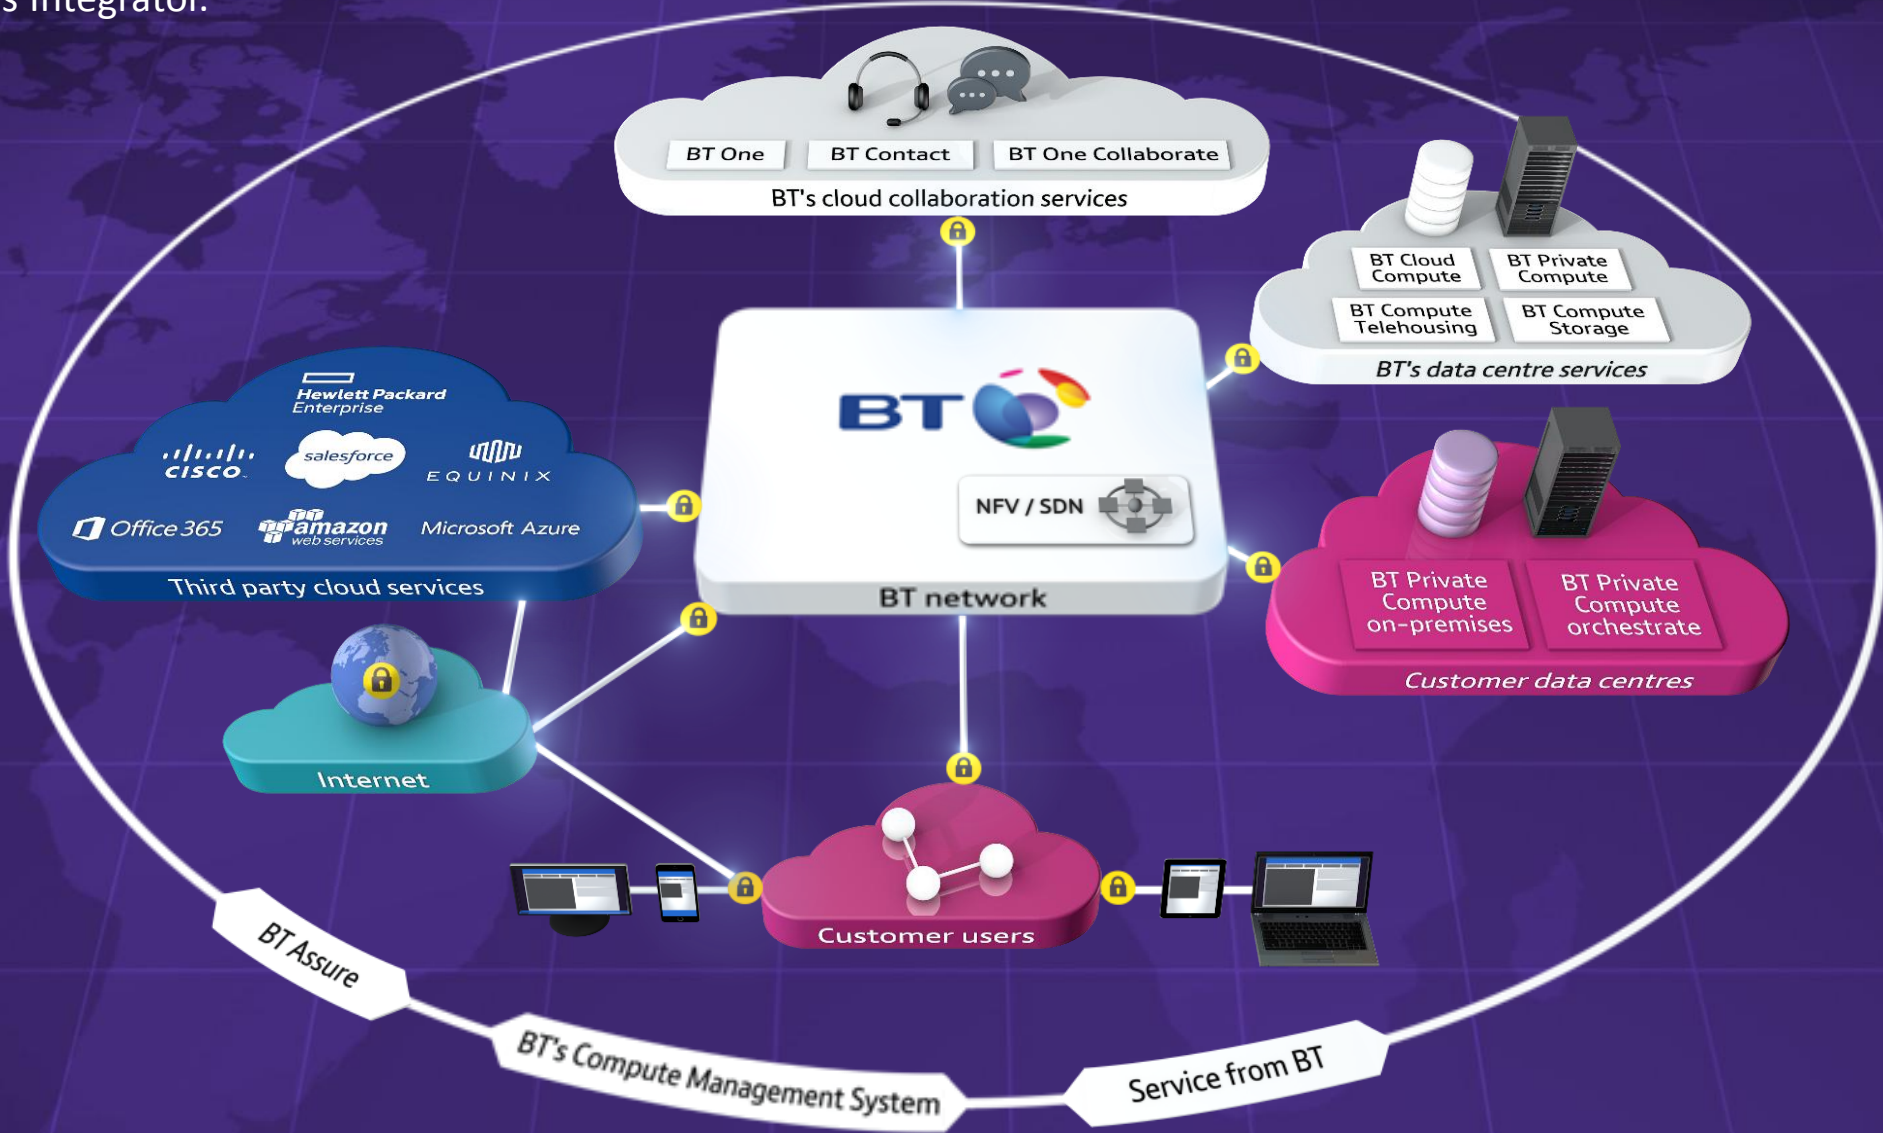 s Integrator.
BT One
BT Contact
BT One Collaborate
BT's cloud collaboration services
BT Cloud
Compute
BT Private
Compute
BT Compute
Telehousing
BT Compute
Storage
BT's data centre services
Hewlett Packard
Enterprise
CISCO
salesforce
EQUINIX
Office 365
amazon
web services
Microsoft Azure
Third party cloud services
BT
NFV / SDN
BT network
BT Private
Compute
on-premises
BT Private
Compute
orchestrate
Customer data centres
Internet
Customer users
BT Assure
BT's Compute Management System
Service from BT